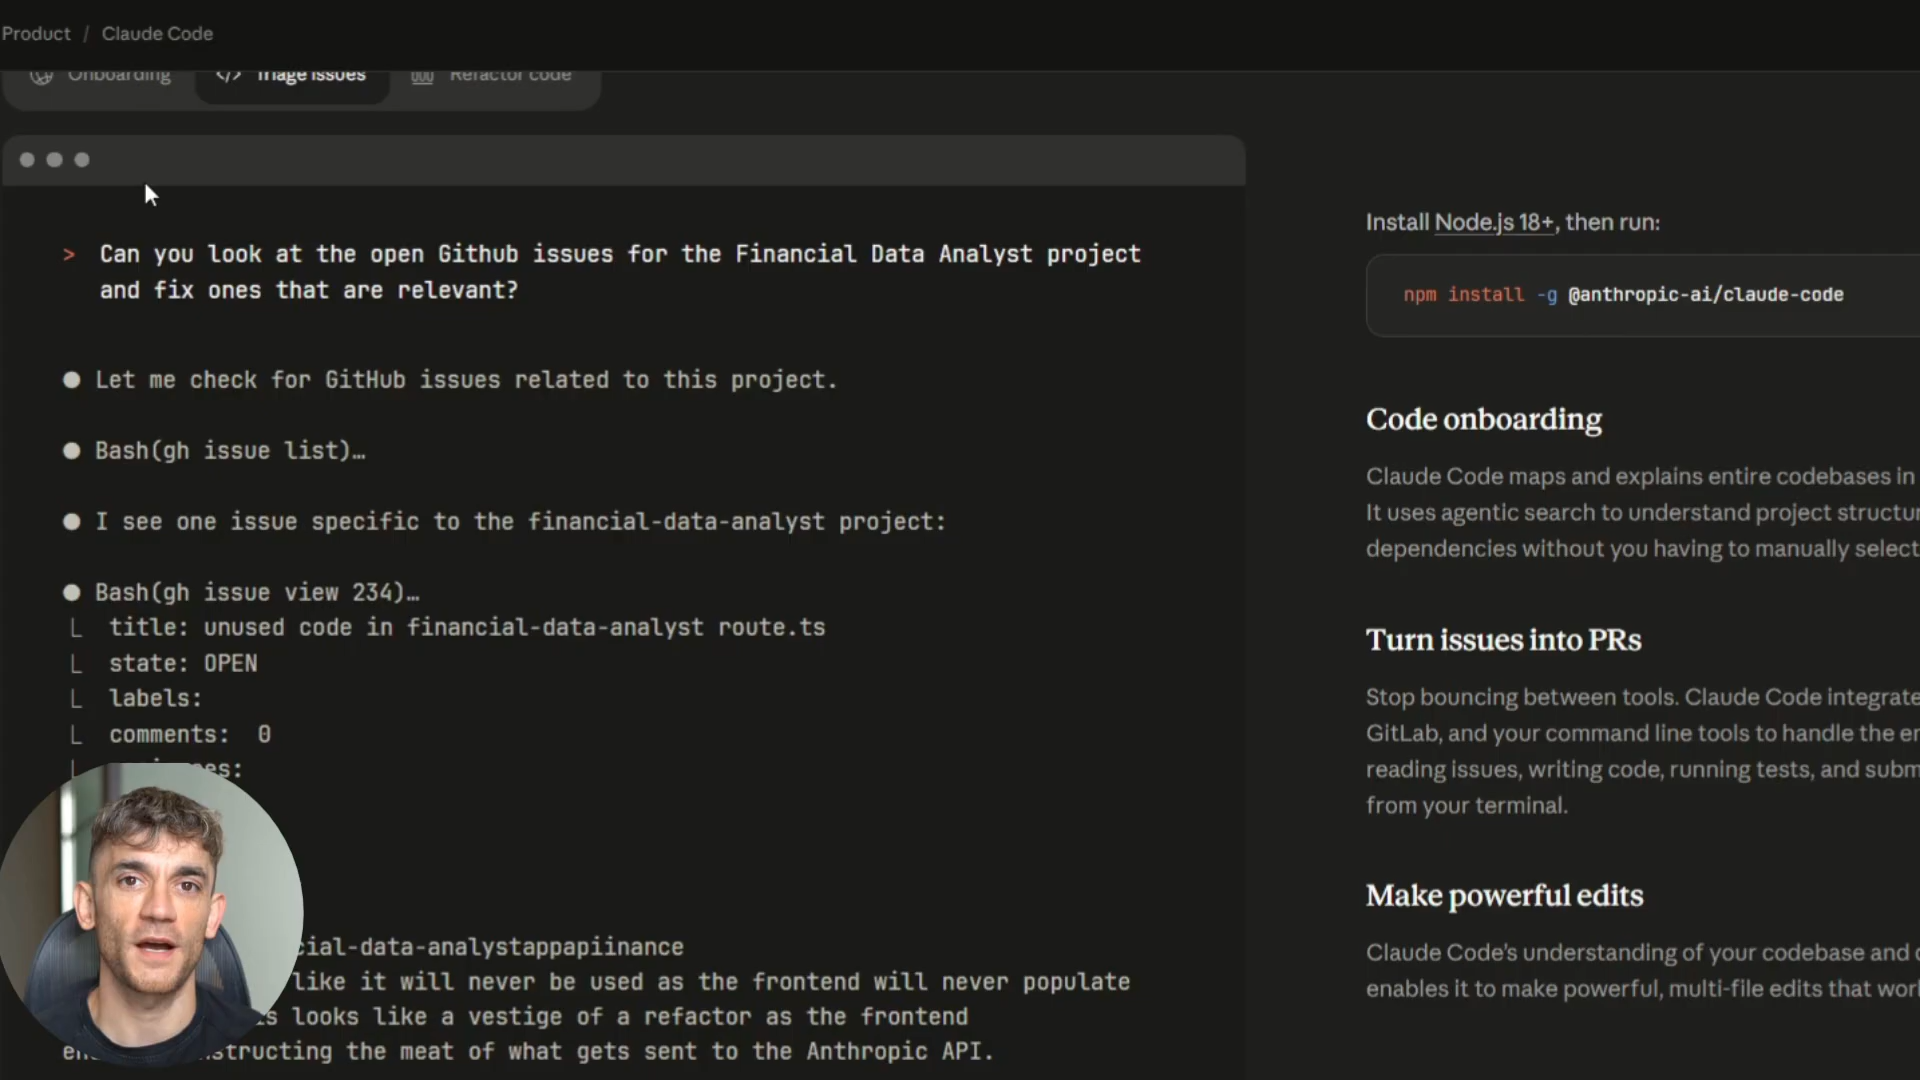 Product / Claude Code
Onboarding
</> Triage issues
Refactor code
> Can you look at the open Github issues for the Financial Data Analyst project
and fix ones that are relevant?
● Let me check for GitHub issues related to this project.
● Bash(gh issue list)…
● I see one issue specific to the financial-data-analyst project:
● Bash(gh issue view 234)…
⎿ title: unused code in financial-data-analyst route.ts
⎿ state: OPEN
⎿ labels:
⎿ comments: 0
cial-data-analystappapiinance
like it will never be used as the frontend will never populate
looks like a vestige of a refactor as the frontend
the meat of what gets sent to the Anthropic API.
Install Node.js 18+, then run:
npm install -g @anthropic-ai/claude-code
Code onboarding
Claude Code maps and explains entire codebases in
It uses agentic search to understand project structu
dependencies without you having to manually select
Turn issues into PRs
Stop bouncing between tools. Claude Code integrate
GitLab, and your command line tools to handle the
reading issues, writing code, running tests, and subm
from your terminal.
Make powerful edits
Claude Code's understanding of your codebase and
enables it to make powerful, multi-file edits that